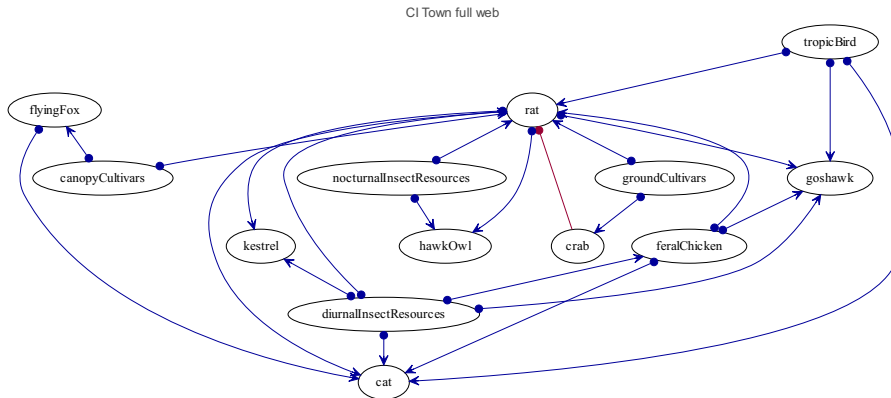 CI Town full web
tropicBird
flyingFox
rat
canopyCultivars
nocturnalInsectResources
groundCultivars
goshawk
kestrel
hawkOwl
crab
feralChicken
diurnalInsectResources
cat